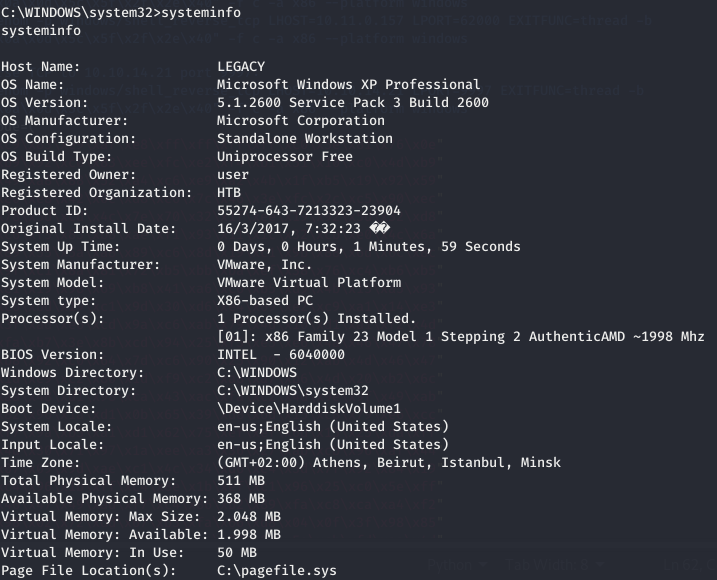 C:\WINDOWS\system32>systeminfo
systeminfo
Host Name: LEGACY
OS Name: Microsoft Windows XP Professional
OS Version: 5.1.2600 Service Pack 3 Build 2600
OS Manufacturer: Microsoft Corporation
OS Configuration: Standalone Workstation
OS Build Type: Uniprocessor Free
Registered Owner: user
Registered Organization: HTB
Product ID: 55274-643-7213323-23904
Original Install Date: 16/3/2017, 7:32:23 ��
System Up Time: 0 Days, 0 Hours, 1 Minutes, 59 Seconds
System Manufacturer: VMware, Inc.
System Model: VMware Virtual Platform
System type: X86-based PC
Processor(s): 1 Processor(s) Installed.
[01]: x86 Family 23 Model 1 Stepping 2 AuthenticAMD ~1998 Mhz
BIOS Version: INTEL  - 6040000
Windows Directory: C:\WINDOWS
System Directory: C:\WINDOWS\system32
Boot Device: \Device\HarddiskVolume1
System Locale: en-us;English (United States)
Input Locale: en-us;English (United States)
Time Zone: (GMT+02:00) Athens, Beirut, Istanbul, Minsk
Total Physical Memory: 511 MB
Available Physical Memory: 368 MB
Virtual Memory: Max Size: 2.048 MB
Virtual Memory: Available: 1.998 MB
Virtual Memory: In Use: 50 MB
Page File Location(s): C:\pagefile.sys